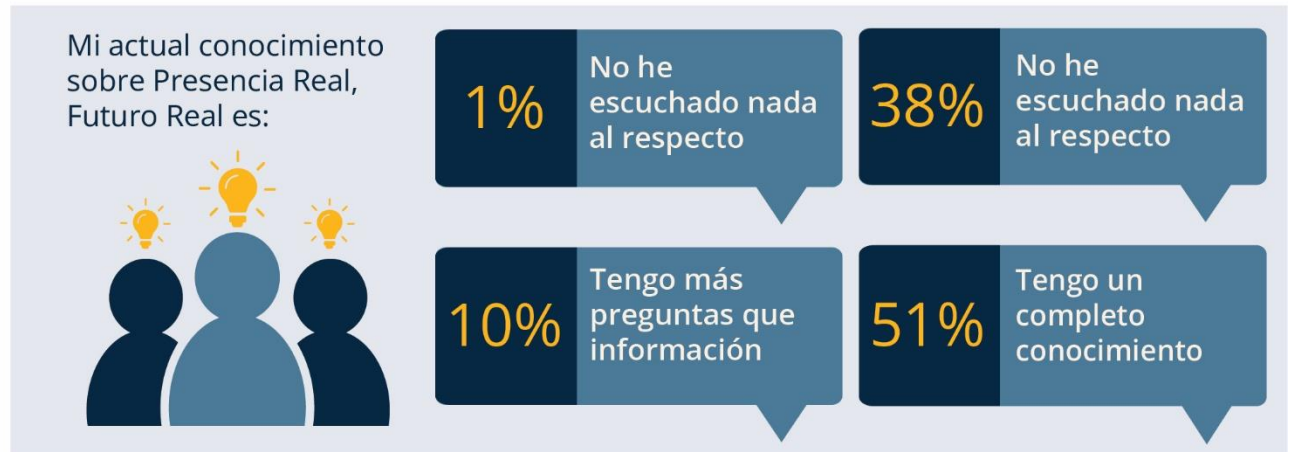 Mi actual conocimiento
sobre Presencia Real,
Futuro Real es:
1%
No he
escuchado nada
al respecto
38%
No he
escuchado nada
al respecto
10%
Tengo más
preguntas que
información
51%
Tengo un
completo
conocimiento